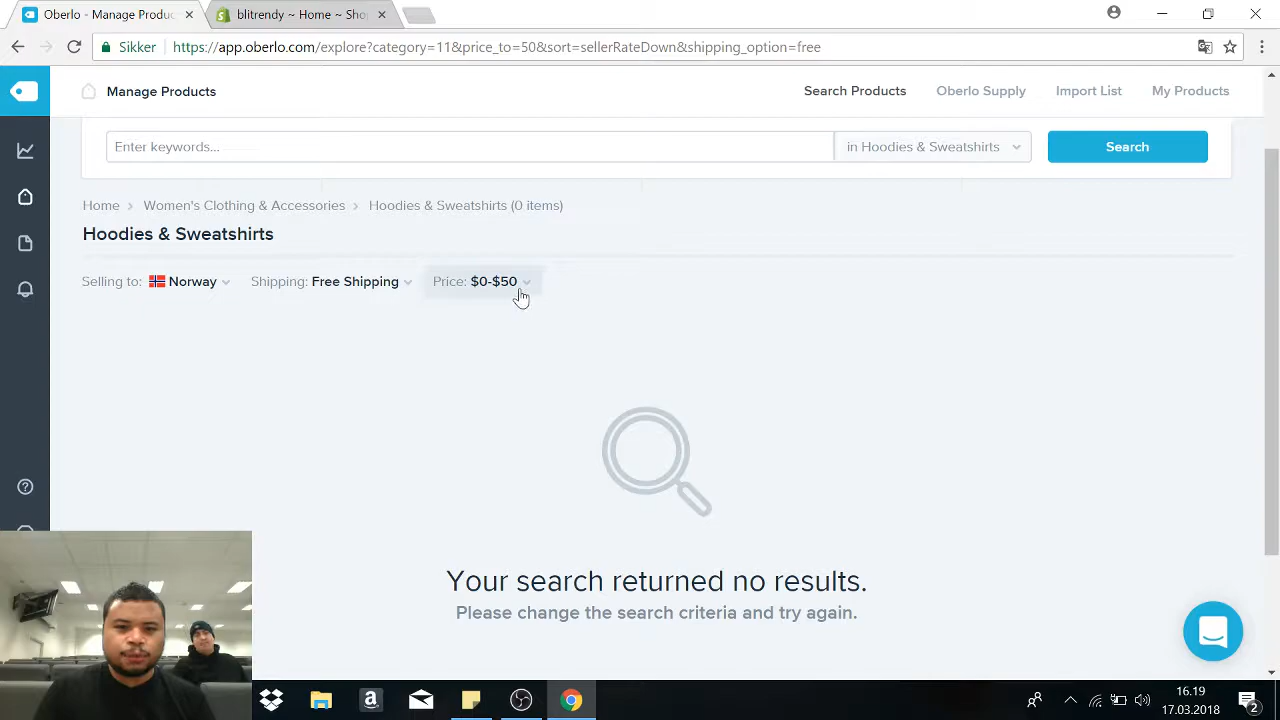 Oberlo - Manage Produc
blitrendy ~ Home ~ Sho
Sikker
https://app.oberlo.com/explore?category=11&price_to=50&sort=sellerRateDown&shipping_option=free
Manage Products
Search Products
Oberlo Supply
Import List
My Products
Enter keywords...
in Hoodies & Sweatshirts
Search
Home > Women's Clothing & Accessories > Hoodies & Sweatshirts (0 items)
Hoodies & Sweatshirts
Selling to: Norway
Shipping: Free Shipping
Price: $0-$50
Your search returned no results.
Please change the search criteria and try again.
16.19
17.03.2018
2